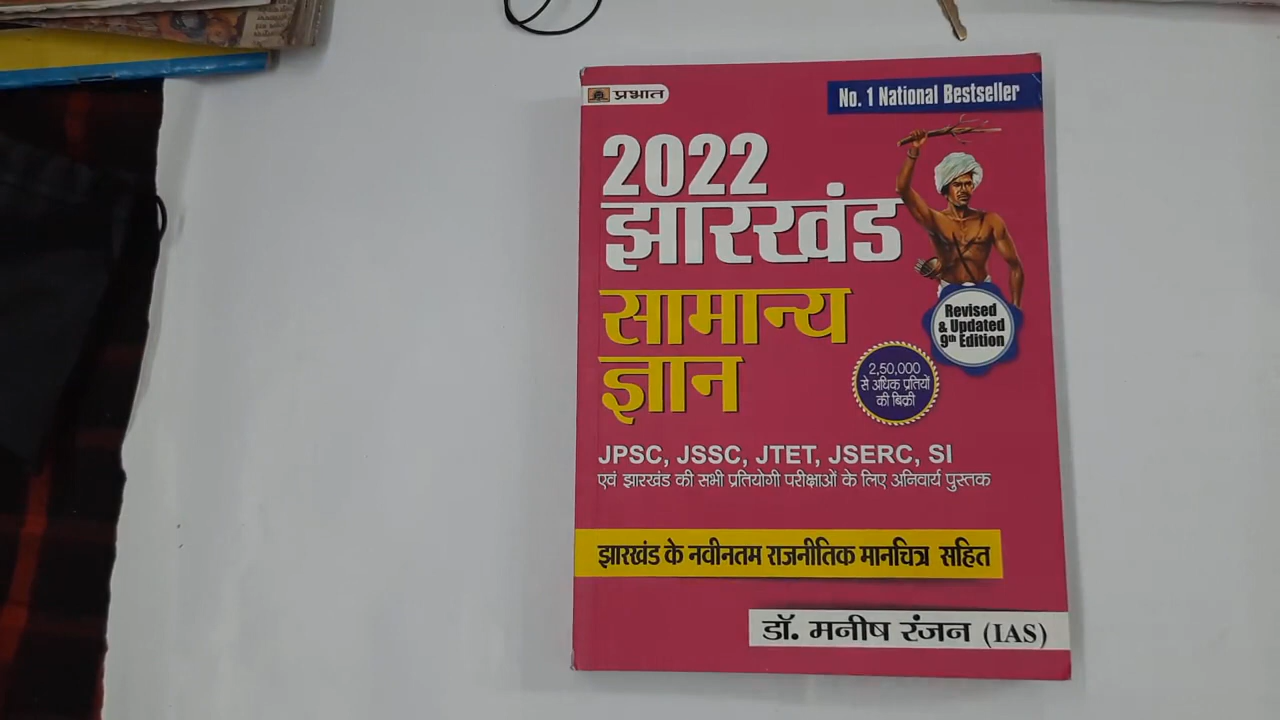 प्रभात
No. 1 National Bestseller
2022
झारखंड
सामान्य
ज्ञान
Revised
& Updated
9th Edition
2,50,000
से अधिक प्रतियों
की बिक्री
JPSC, JSSC, JTET, JSERC, SI
एवं झारखंड की सभी प्रतियोगी परीक्षाओं के लिए अनिवार्य पुस्तक
झारखंड के नवीनतम राजनीतिक मानचित्र सहित
डॉ. मनीष रंजन (IAS)